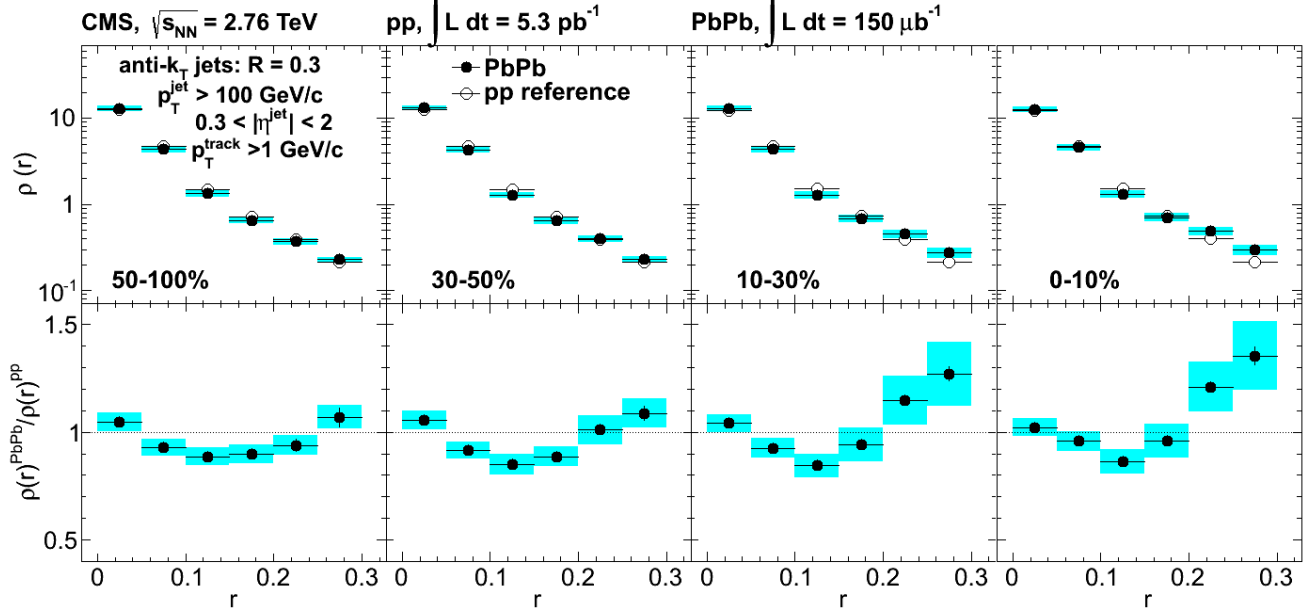 CMS, √s_NN = 2.76 TeV
pp, ∫ L dt = 5.3 pb⁻¹
PbPb, ∫ L dt = 150 μb⁻¹
anti-k_T jets: R = 0.3
p_T^jet > 100 GeV/c
0.3 < |η^jet| < 2
p_T^track >1 GeV/c
PbPb
pp reference
ρ (r)
10
1
10⁻¹
50-100%
30-50%
10-30%
0-10%
ρ(r)^PbPb/ρ(r)^pp
1.5
1
0.5
0 0.1 0.2 0.3
0 0.1 0.2 0.3
0 0.1 0.2 0.3
0 0.1 0.2 0.3
r
r
r
r